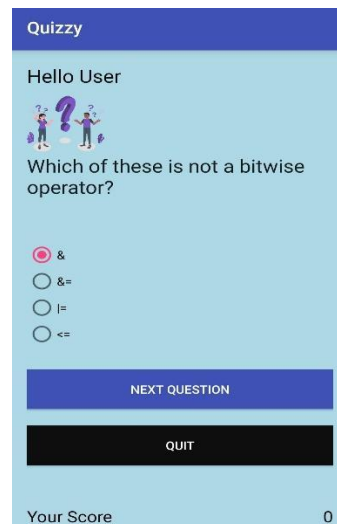 Quizzy
Hello User
Which of these is not a bitwise
operator?
&
&=
|=
<=
NEXT QUESTION
QUIT
Your Score 0